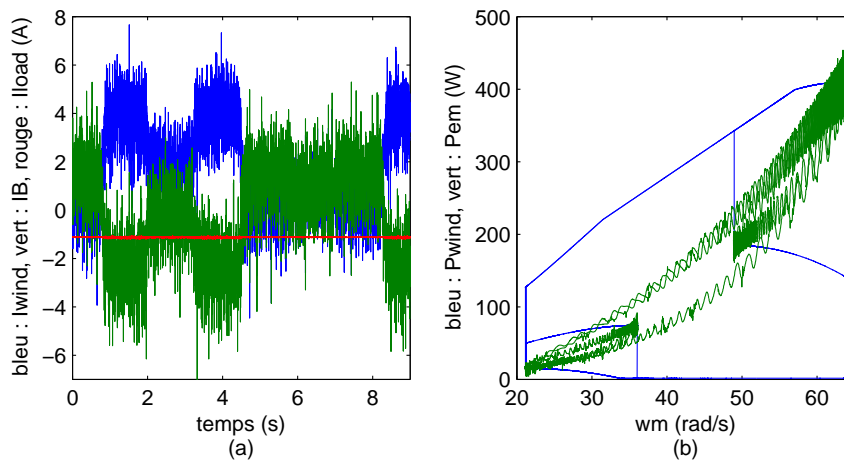 bleu : Iwind, vert : IB, rouge : Iload (A)
8
6
4
2
0
−2
−4
−6
0 2 4 6 8
temps (s)
(a)
bleu : Pwind, vert : Pem (W)
500
400
300
200
100
0
20 30 40 50 60
wm (rad/s)
(b)